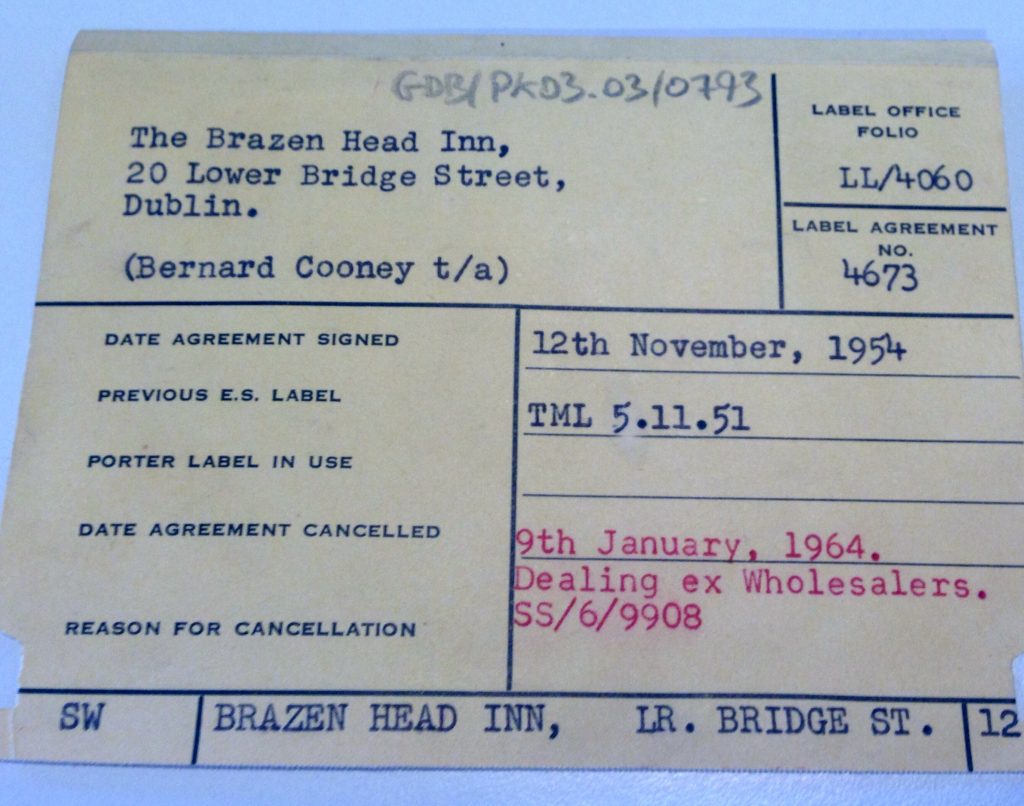 GDB/PKD3.03/0793
The Brazen Head Inn,
20 Lower Bridge Street,
Dublin.
(Bernard Cooney t/a)
LABEL OFFICE
FOLIO
LL/4060
LABEL AGREEMENT
NO.
4673
DATE AGREEMENT SIGNED
12th November, 1954
PREVIOUS E.S. LABEL
TML 5.11.51
PORTER LABEL IN USE
DATE AGREEMENT CANCELLED
9th January, 1964.
Dealing ex Wholesalers.
SS/6/9908
REASON FOR CANCELLATION
SW
BRAZEN HEAD INN, LR. BRIDGE ST.
12